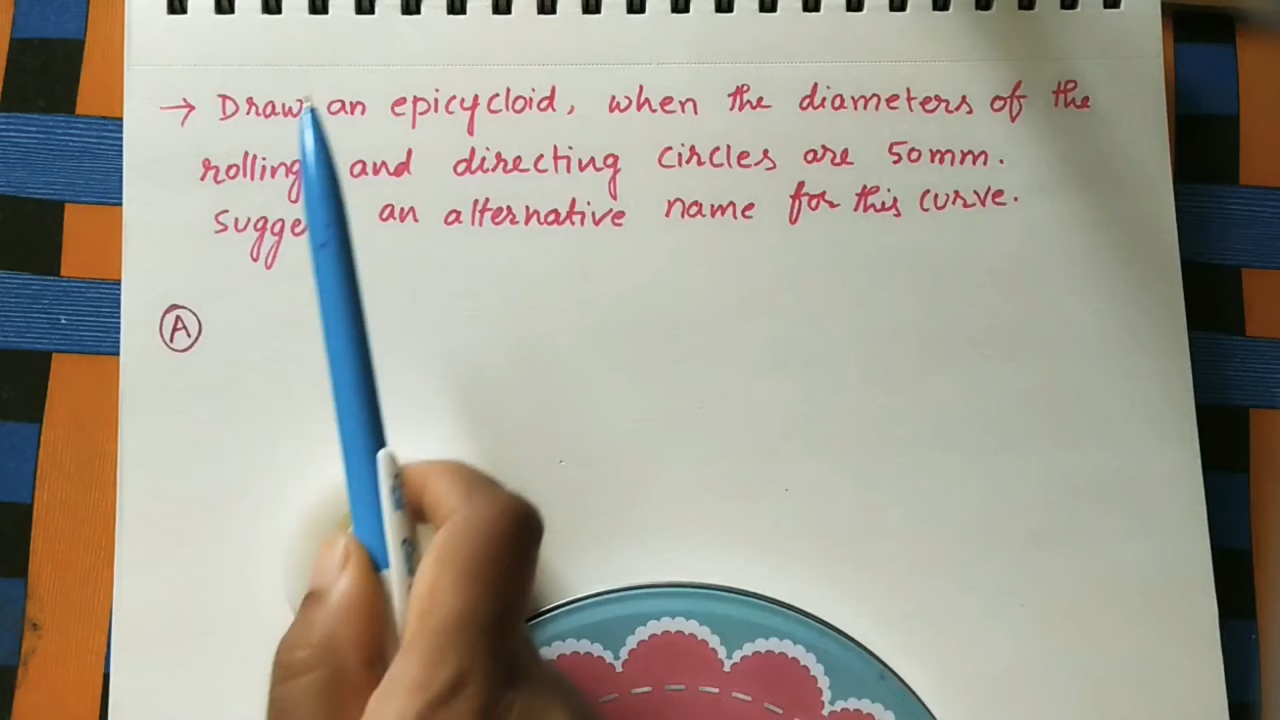 → Draw an epicycloid, when the diameters of the
rolling and directing circles are 50mm.
an alternative name for this curve.
A